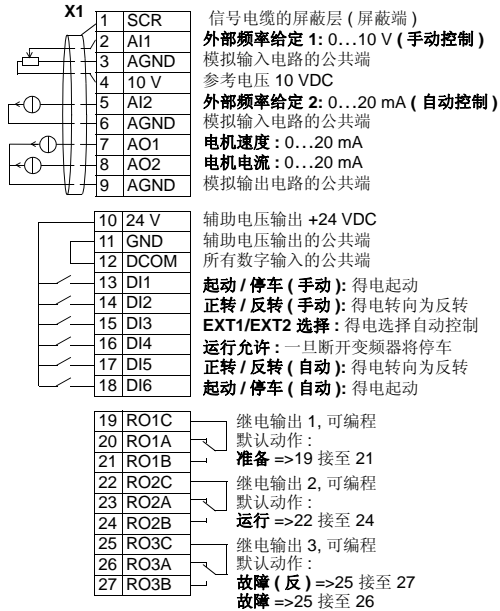 X1
1 SCR 信号电缆的屏蔽层 ( 屏蔽端 )
2 AI1 外部频率给定 1: 0…10 V ( 手动控制 )
3 AGND 模拟输入电路的公共端
4 10 V 参考电压 10 VDC
5 AI2 外部频率给定 2: 0…20 mA ( 自动控制 )
6 AGND 模拟输入电路的公共端
7 AO1 电机速度 : 0…20 mA
8 AO2 电机电流 : 0…20 mA
9 AGND 模拟输出电路的公共端
10 24 V 辅助电压输出 +24 VDC
11 GND 辅助电压输出的公共端
12 DCOM 所有数字输入的公共端
13 DI1 起动 / 停车 ( 手动 ): 得电起动
14 DI2 正转 / 反转 ( 手动 ): 得电转向为反转
15 DI3 EXT1/EXT2 选择 : 得电选择自动控制
16 DI4 运行允许 : 一旦断开变频器将停车
17 DI5 正转 / 反转 ( 自动 ): 得电转向为反转
18 DI6 起动 / 停车 ( 自动 ): 得电起动
19 RO1C 继电输出 1, 可编程
20 RO1A 默认动作 :
21 RO1B 准备 =>19 接至 21
22 RO2C 继电输出 2, 可编程
23 RO2A 默认动作 :
24 RO2B 运行 =>22 接至 24
25 RO3C 继电输出 3, 可编程
26 RO3A 默认动作 :
27 RO3B 故障 ( 反 ) =>25 接至 27
故障 =>25 接至 26